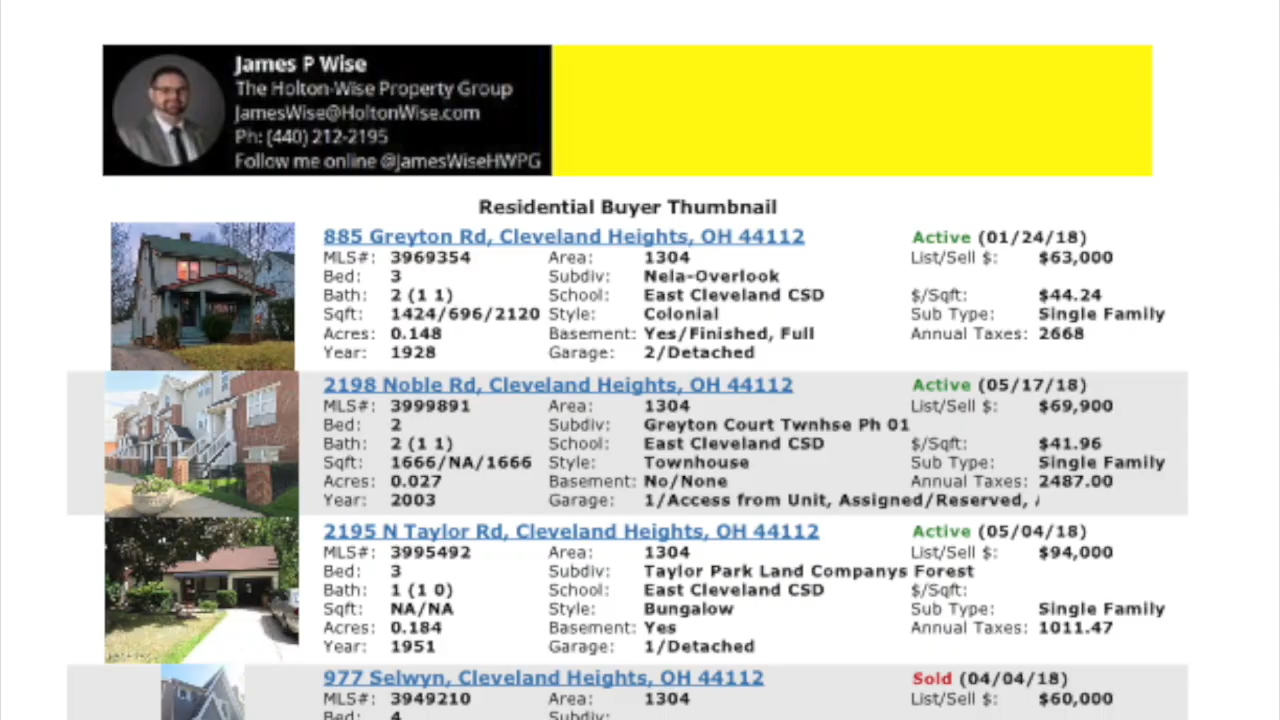 James P Wise
The Holton-Wise Property Group
JamesWise@HoltonWise.com
Ph: (440) 212-2195
Follow me online @JamesWiseHWPG
Residential Buyer Thumbnail
885 Greyton Rd, Cleveland Heights, OH 44112 Active (01/24/18)
MLS#: 3969354 Area: 1304 List/Sell $: $63,000
Bed: 3 Subdiv: Nela-Overlook
Bath: 2 (1 1) School: East Cleveland CSD $/Sqft: $44.24
Sqft: 1424/696/2120 Style: Colonial Sub Type: Single Family
Acres: 0.148 Basement: Yes/Finished, Full Annual Taxes: 2668
Year: 1928 Garage: 2/Detached
2198 Noble Rd, Cleveland Heights, OH 44112 Active (05/17/18)
MLS#: 3999891 Area: 1304 List/Sell $: $69,900
Bed: 2 Subdiv: Greyton Court Twnhse Ph 01
Bath: 2 (1 1) School: East Cleveland CSD $/Sqft: $41.96
Sqft: 1666/NA/1666 Style: Townhouse Sub Type: Single Family
Acres: 0.027 Basement: No/None Annual Taxes: 2487.00
Year: 2003 Garage: 1/Access from Unit, Assigned/Reserved,
2195 N Taylor Rd, Cleveland Heights, OH 44112 Active (05/04/18)
MLS#: 3995492 Area: 1304 List/Sell $: $94,000
Bed: 3 Subdiv: Taylor Park Land Companys Forest
Bath: 1 (1 0) School: East Cleveland CSD $/Sqft:
Sqft: NA/NA Style: Bungalow Sub Type: Single Family
Acres: 0.184 Basement: Yes Annual Taxes: 1011.47
Year: 1951 Garage: 1/Detached
977 Selwyn, Cleveland Heights, OH 44112 Sold (04/04/18)
MLS#: 3949210 Area: 1304 List/Sell $: $60,000
Bed: 4 Subdiv: